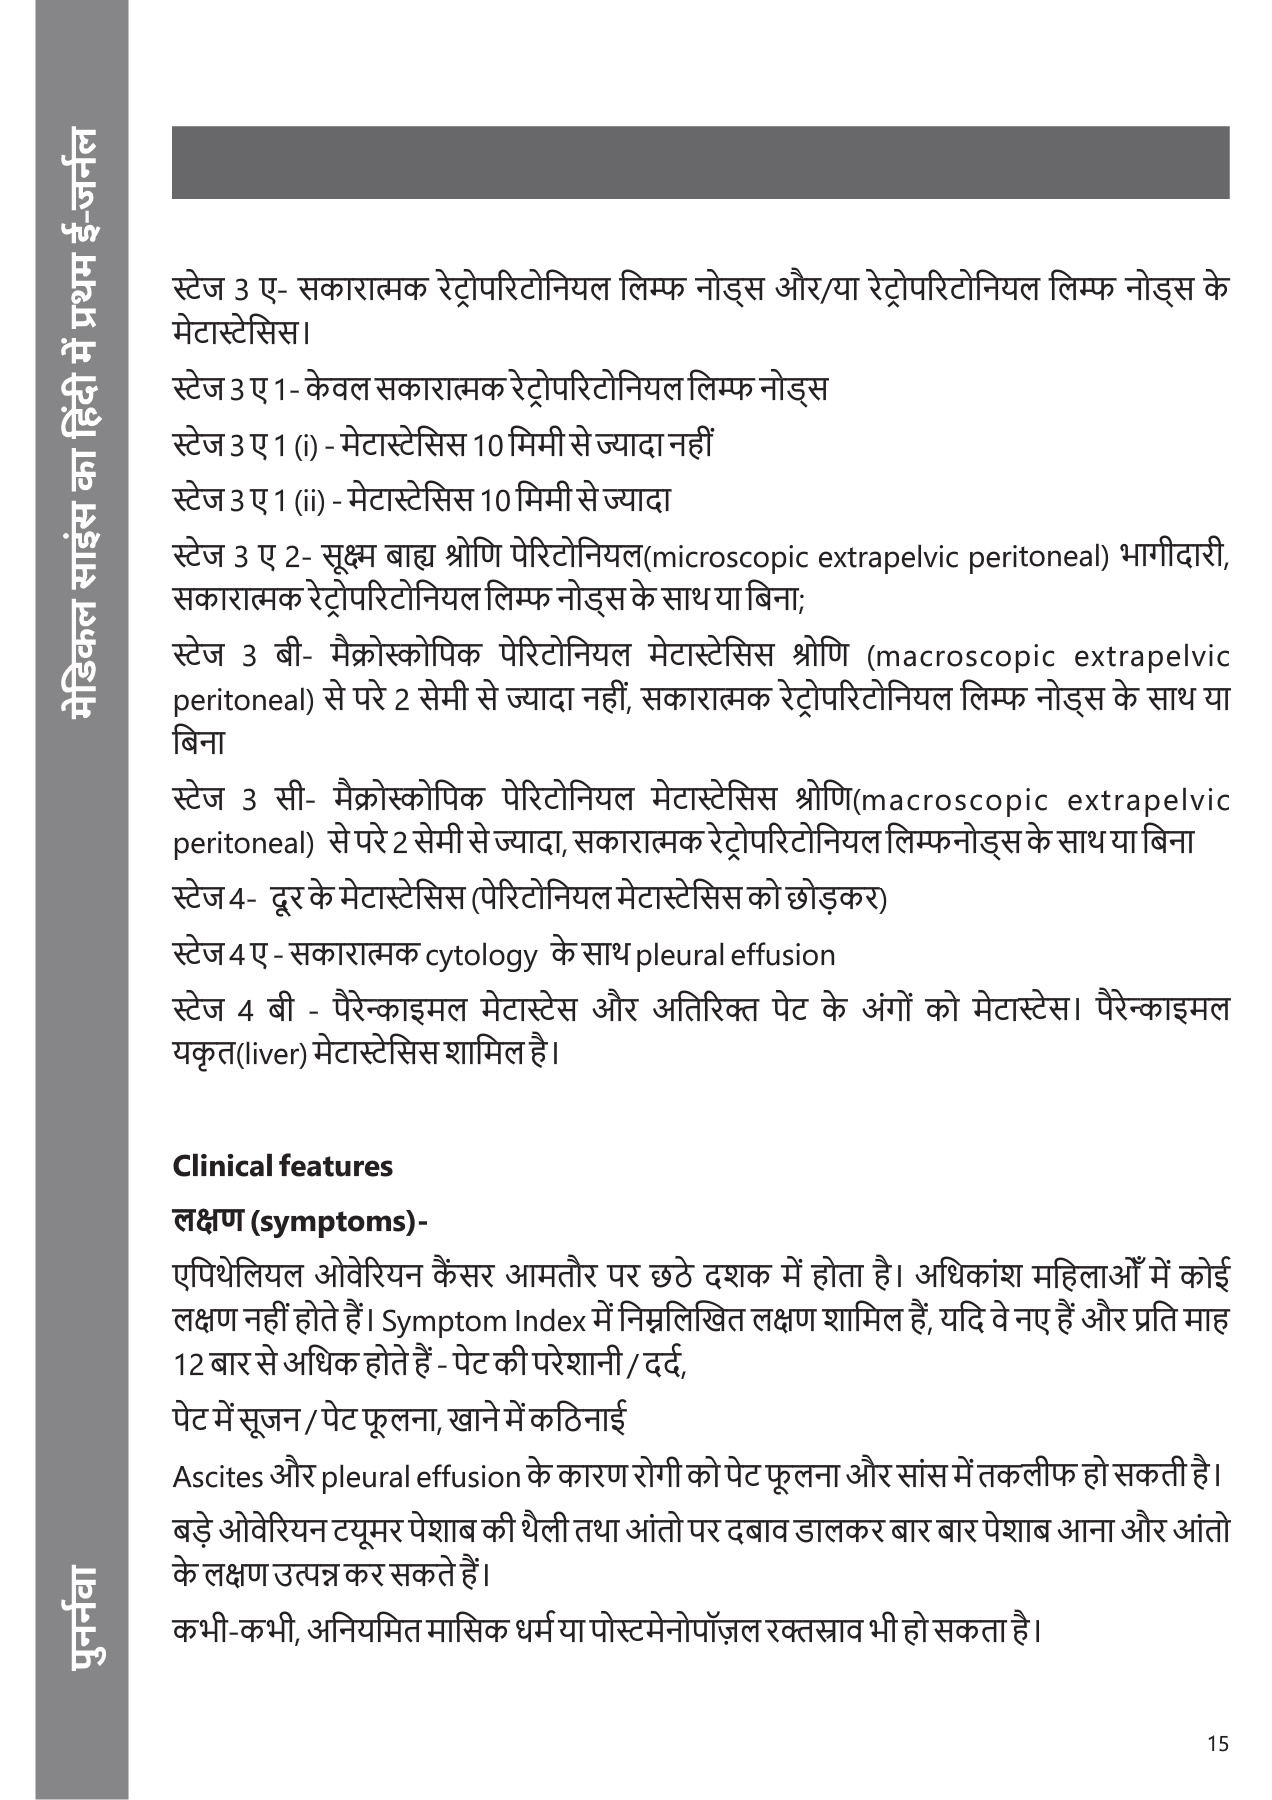 मेडिकल साइंस का हिंदी में प्रथम ई-जर्नल
पुनर्नवा
स्टेज 3 ए- सकारात्मक रेट्रोपरिटोनियल लिम्फ नोड्स और/या रेट्रोपरिटोनियल लिम्फ नोड्स के
मेटास्टेसिस।
स्टेज 3 ए 1- केवल सकारात्मक रेट्रोपरिटोनियल लिम्फ नोड्स
स्टेज 3 ए 1 (i) - मेटास्टेसिस 10 मिमी से ज्यादा नहीं
स्टेज 3 ए 1 (ii) - मेटास्टेसिस 10 मिमी से ज्यादा
स्टेज 3 ए 2- सूक्ष्म बाह्य श्रोणि पेरिटोनियल(microscopic extrapelvic peritoneal) भागीदारी,
सकारात्मक रेट्रोपरिटोनियल लिम्फ नोड्स के साथ या बिना;
स्टेज 3 बी- मैक्रोस्कोपिक पेरिटोनियल मेटास्टेसिस श्रोणि (macroscopic extrapelvic
peritoneal) से परे 2 सेमी से ज्यादा नहीं, सकारात्मक रेट्रोपरिटोनियल लिम्फ नोड्स के साथ या
बिना
स्टेज 3 सी- मैक्रोस्कोपिक पेरिटोनियल मेटास्टेसिस श्रोणि(macroscopic extrapelvic
peritoneal) से परे 2 सेमी से ज्यादा, सकारात्मक रेट्रोपरिटोनियल लिम्फनोड्स के साथ या बिना
स्टेज 4- दूर के मेटास्टेसिस (पेरिटोनियल मेटास्टेसिस को छोड़कर)
स्टेज 4 ए - सकारात्मक cytology के साथ pleural effusion
स्टेज 4 बी - पैरेन्काइमल मेटास्टेस और अतिरिक्त पेट के अंगों को मेटास्टेस। पैरेन्काइमल
यकृत(liver) मेटास्टेसिस शामिल है।
Clinical features
लक्षण (symptoms)-
एपिथेलियल ओवेरियन कैंसर आमतौर पर छठे दशक में होता है। अधिकांश महिलाओँ में कोई
लक्षण नहीं होते हैं। Symptom Index में निम्नलिखित लक्षण शामिल हैं, यदि वे नए हैं और प्रति माह
12 बार से अधिक होते हैं - पेट की परेशानी / दर्द,
पेट में सूजन / पेट फूलना, खाने में कठिनाई
Ascites और pleural effusion के कारण रोगी को पेट फूलना और सांस में तकलीफ हो सकती है।
बड़े ओवेरियन टयूमर पेशाब की थैली तथा आंतो पर दबाव डालकर बार बार पेशाब आना और आंतो
के लक्षण उत्पन्न कर सकते हैं।
कभी-कभी, अनियमित मासिक धर्म या पोस्टमेनोपॉज़ल रक्तस्राव भी हो सकता है।
15